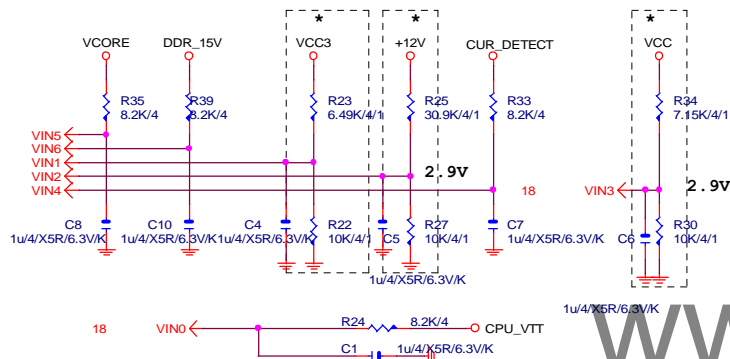 * * *
VCORE DDR_15V VCC3 +12V CUR_DETECT VCC
R35 R39 R23 R25 R33 R34
8.2K/4 8.2K/4 6.49K/4/1 30.9K/4/1 8.2K/4 7.15K/4/1
VIN5
VIN6
VIN1
VIN2 2.9V
VIN4 18 VIN3 2.9V
C8 C10 C4 R22 C5 R27 C7 C6 R30
1u/4/X5R/6.3V/K 1u/4/X5R/6.3V/K 1u/4/X5R/6.3V/K 10K/4/1 10K/4/1 1u/4/X5R/6.3V/K 10K/4/1
1u/4/X5R/6.3V/K
1u/4/X5R/6.3V/K
18 VIN0 R24 8.2K/4 CPU_VTT
C1 1u/4/X5R/6.3V/K